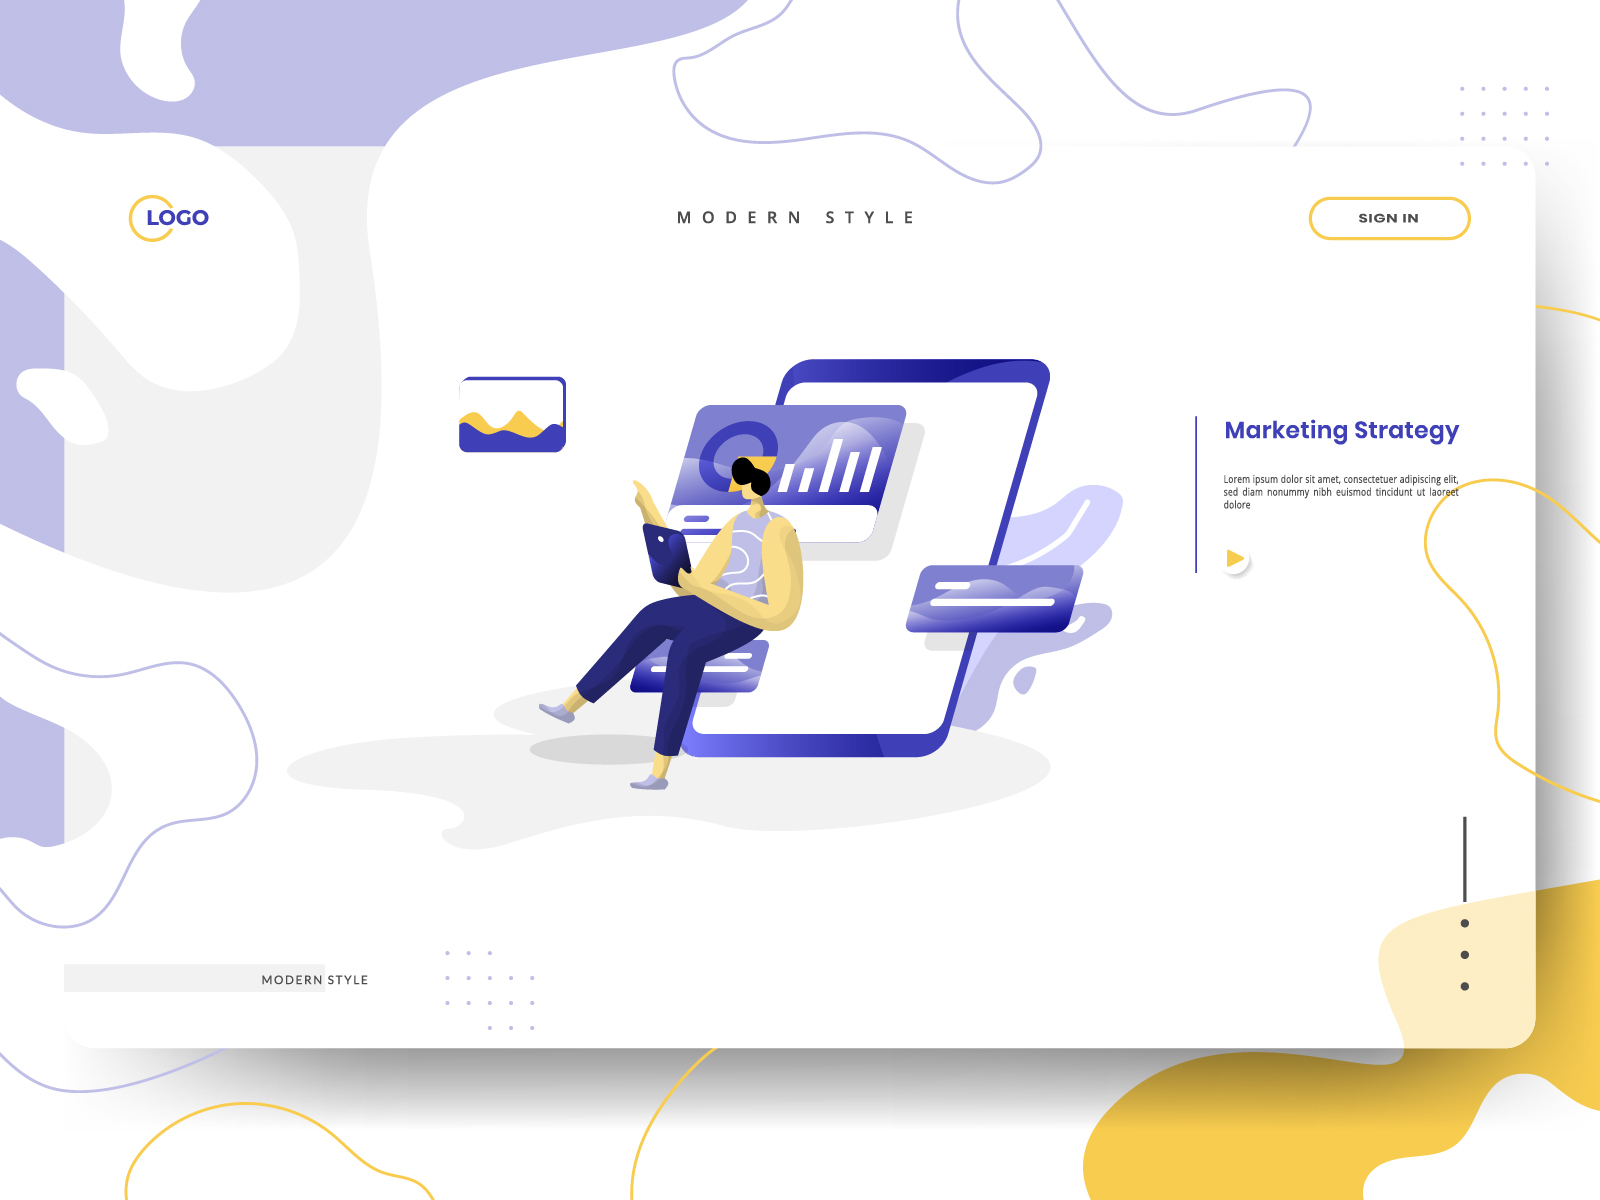 LOGO
MODERN STYLE
SIGN IN
Marketing Strategy
Lorem ipsum dolor sit amet, consectetuer adipiscing elit,
sed diam nonummy nibh euismod tincidunt ut laoreet
dolore
MODERN STYLE